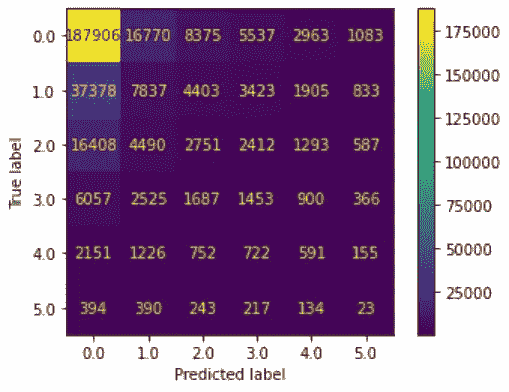 0.0 187906 16770 8375 5537 2963 1083 175000
150000
1.0 37378 7837 4403 3423 1905 833
125000
True label
2.0 16408 4490 2751 2412 1293 587
100000
3.0 6057 2525 1687 1453 900 366
75000
4.0 2151 1226 752 722 591 155
50000
5.0 394 390 243 217 134 23
25000
0.0 1.0 2.0 3.0 4.0 5.0
Predicted label